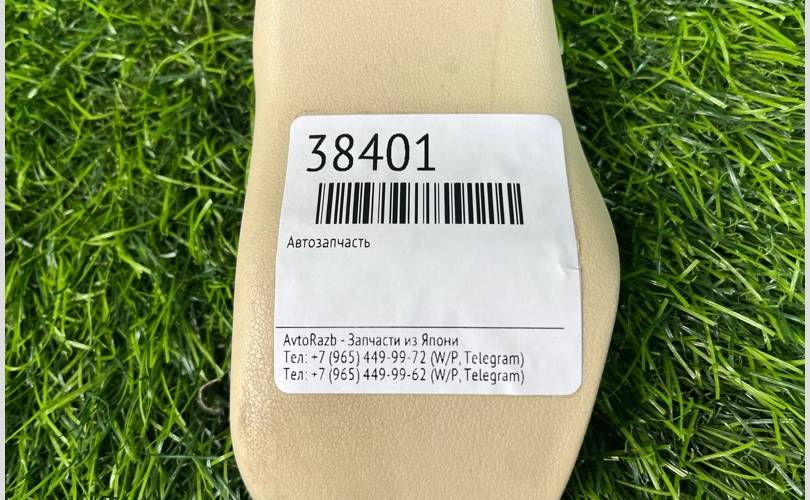 38401
Автозапчасть
AvtoRazb - Запчасти из Япони
Тел: +7 (965) 449-99-72 (W/P, Telegram)
Тел: +7 (965) 449-99-62 (W/P, Telegram)